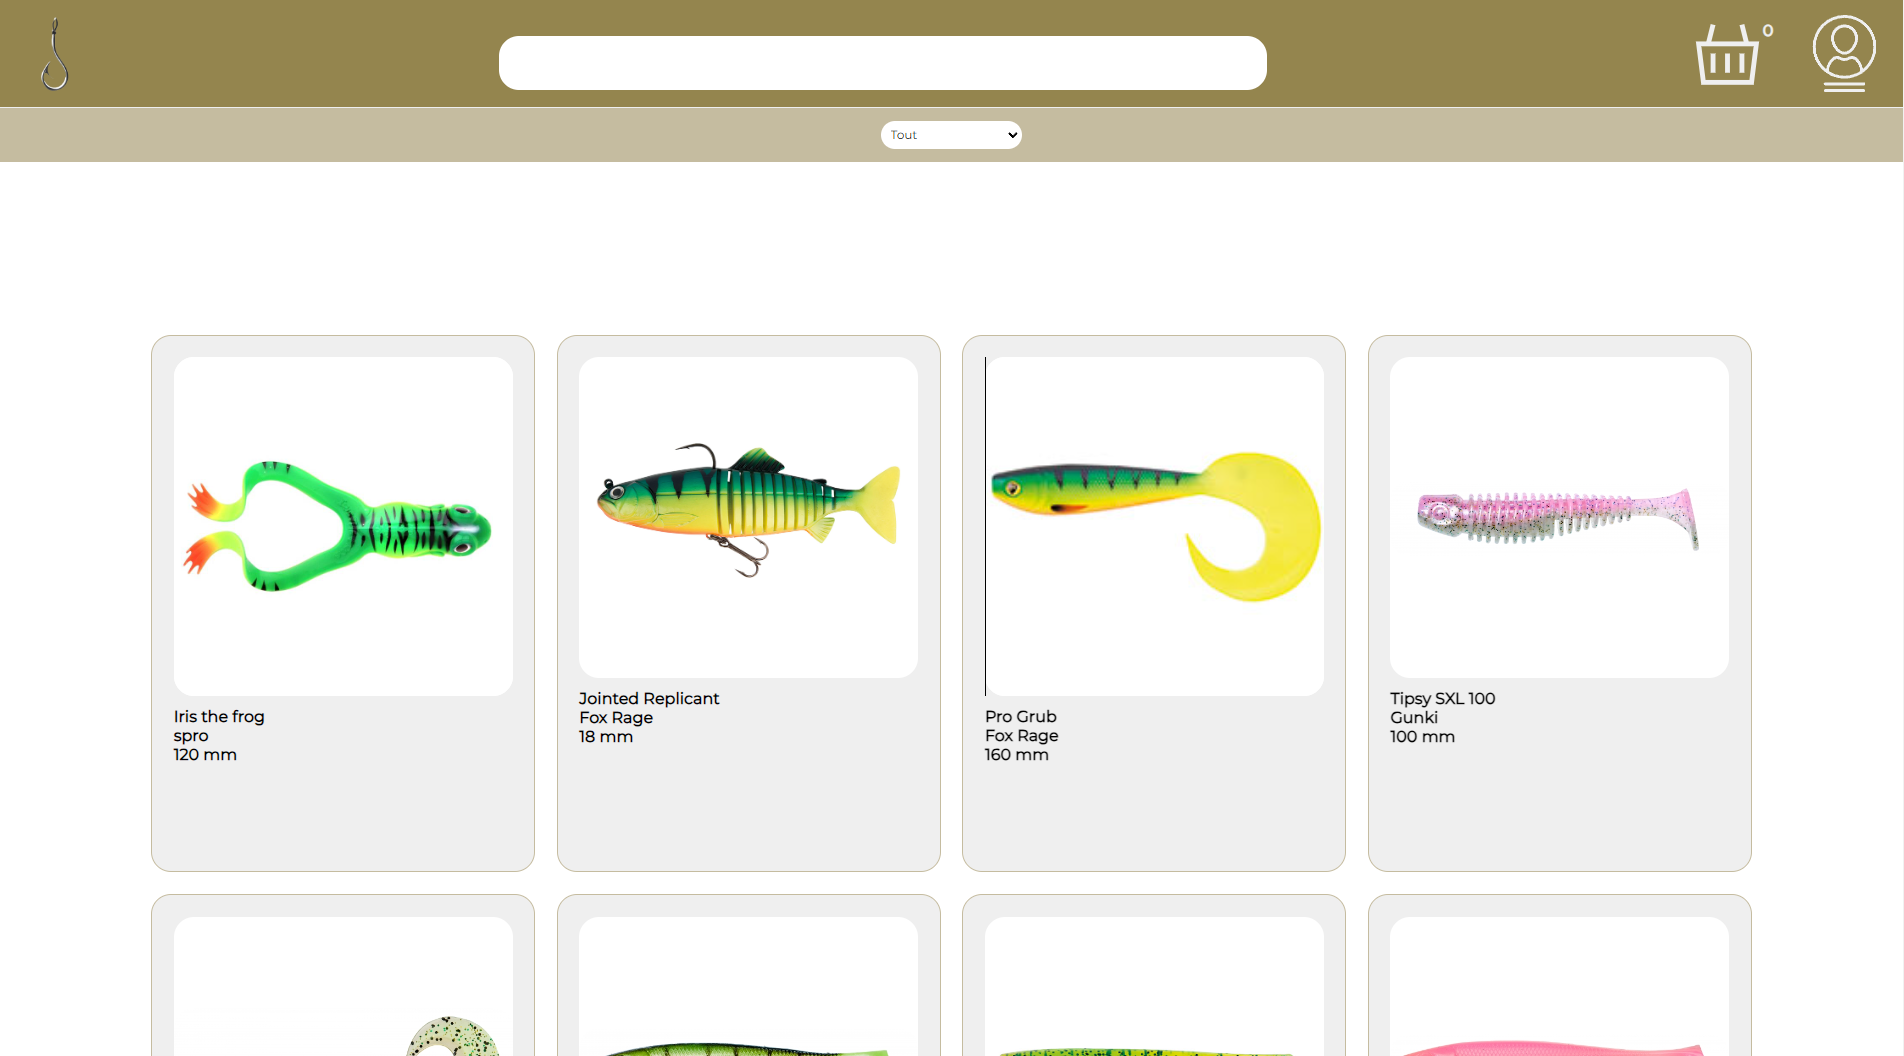 0
Tout
Iris the frog
spro
120 mm
Jointed Replicant
Fox Rage
18 mm
Pro Grub
Fox Rage
160 mm
Tipsy SXL 100
Gunki
100 mm